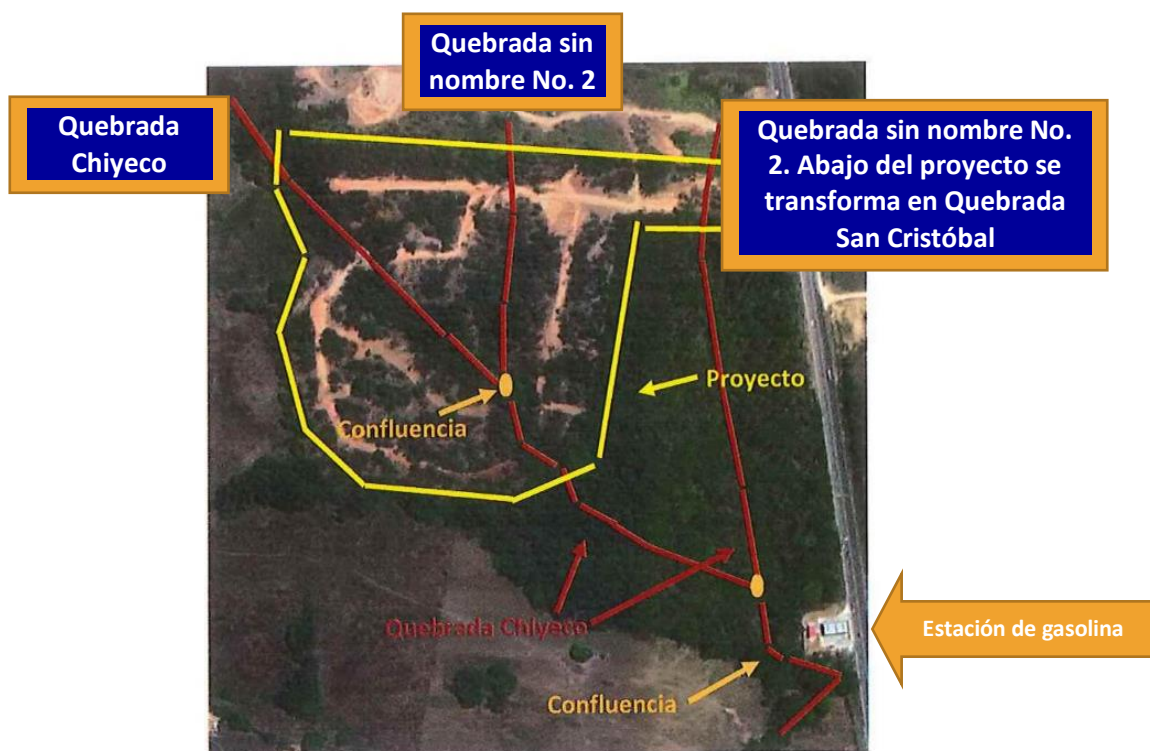 Quebrada sin
nombre No. 2
Quebrada
Chiyeco
Quebrada sin nombre No.
2. Abajo del proyecto se
transforma en Quebrada
San Cristóbal
Proyecto
Confluencia
Quebrada Chiyeco
Estación de gasolina
Confluencia